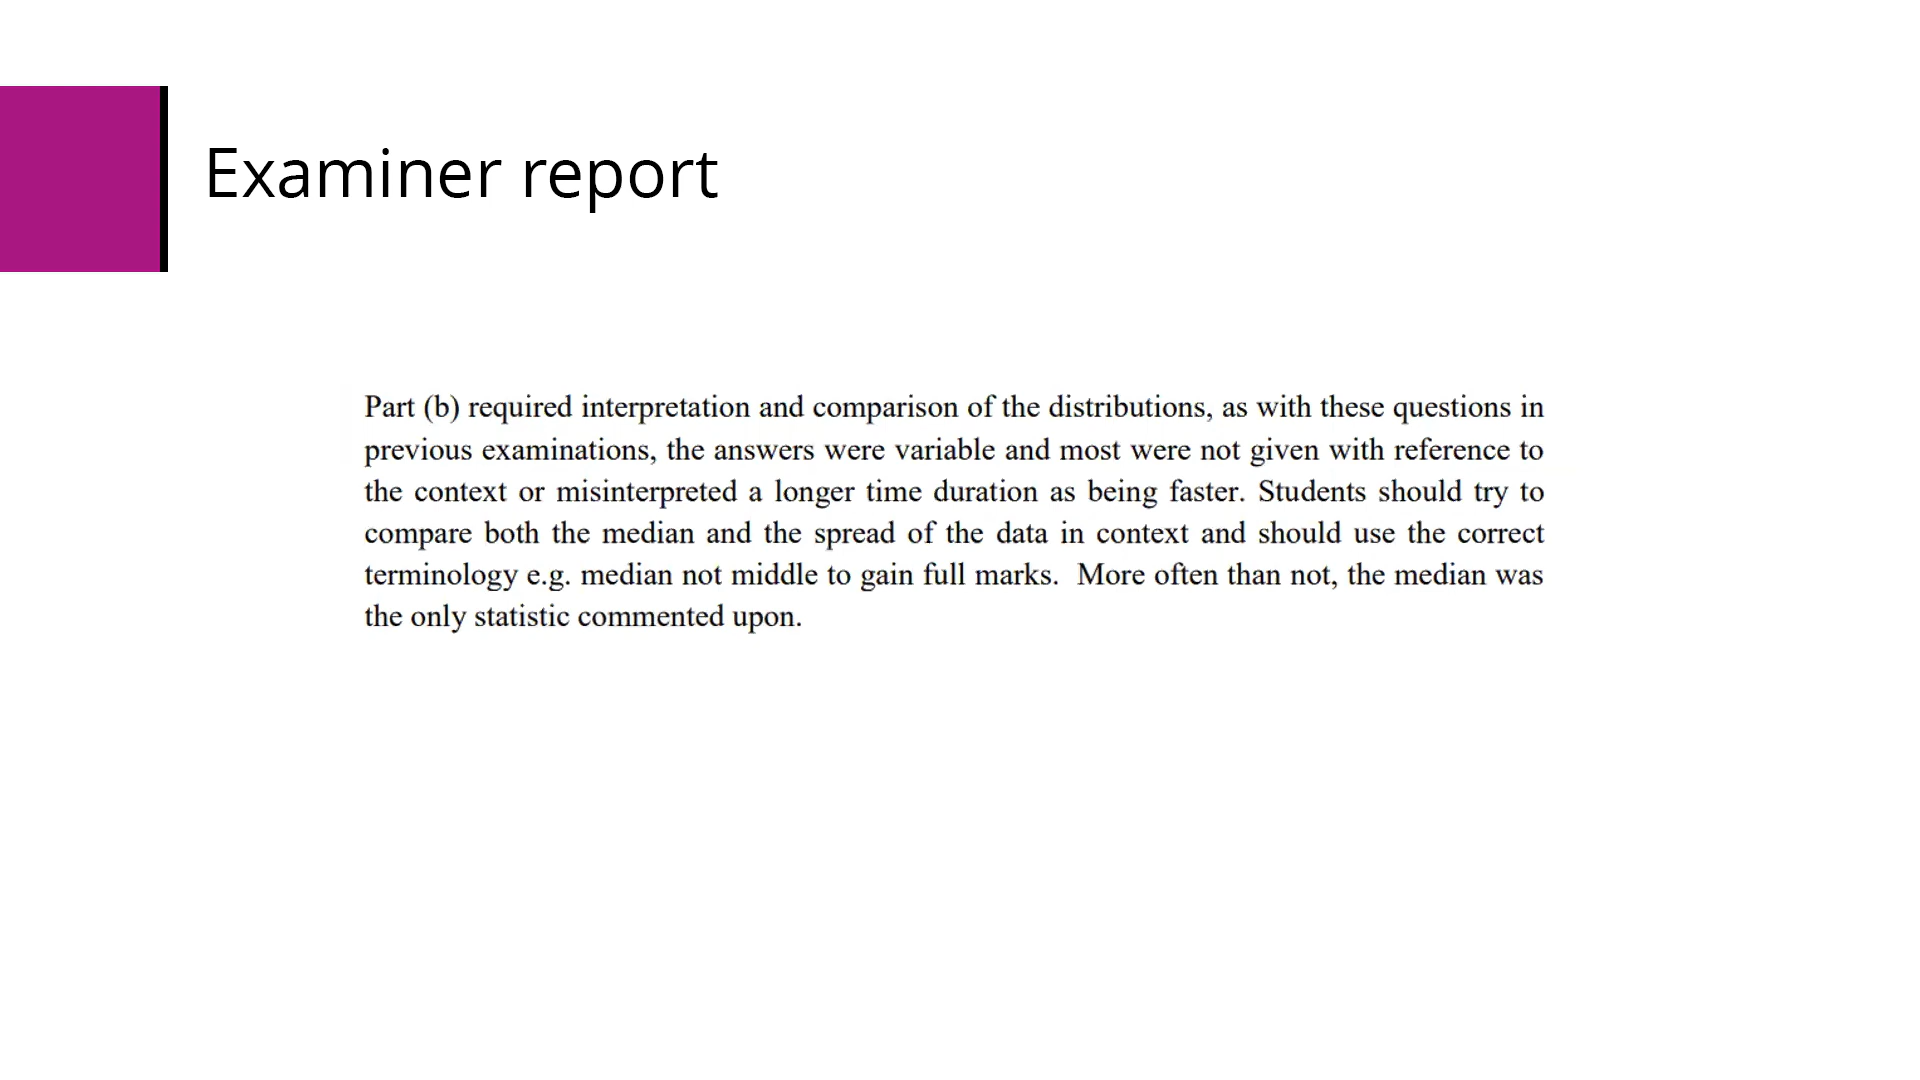 Examiner report
Part (b) required interpretation and comparison of the distributions, as with these questions in
previous examinations, the answers were variable and most were not given with reference to
the context or misinterpreted a longer time duration as being faster. Students should try to
compare both the median and the spread of the data in context and should use the correct
terminology e.g. median not middle to gain full marks.  More often than not, the median was
the only statistic commented upon.